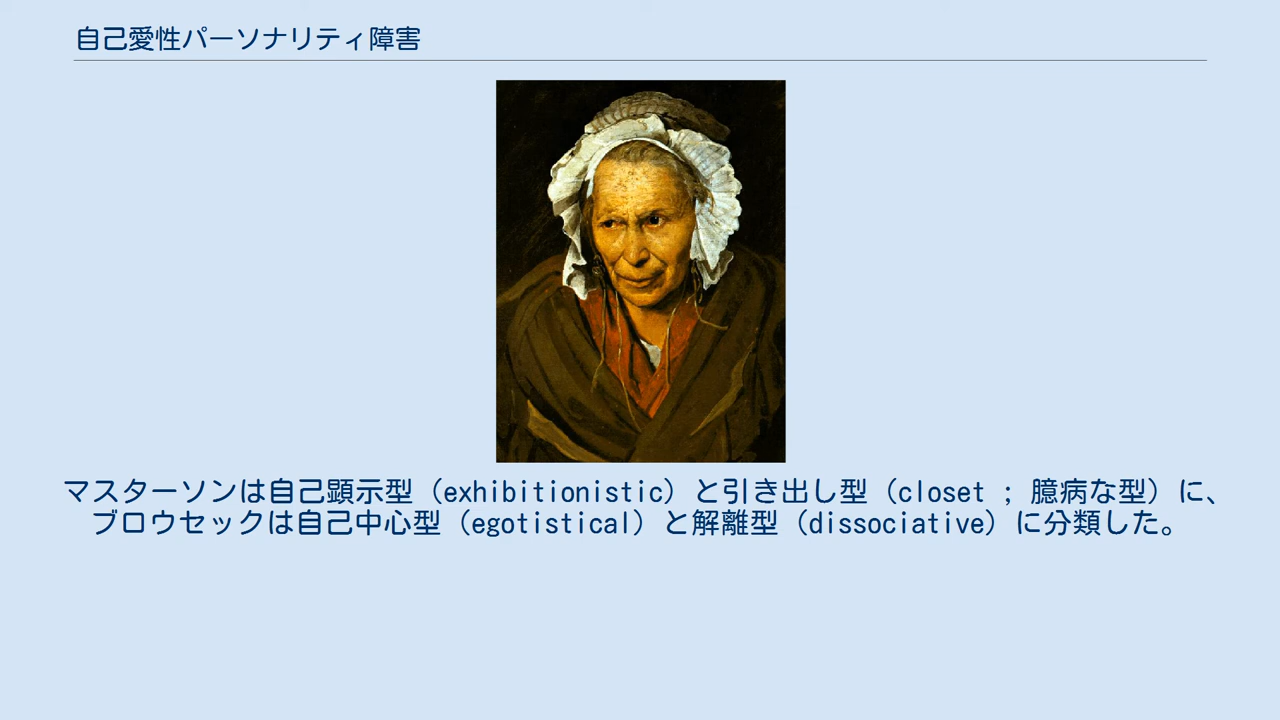 自己愛性パーソナリティ障害
マスターソンは自己顕示型（exhibitionistic）と引き出し型（closet ; 臆病な型）に、
ブロウセックは自己中心型（egotistical）と解離型（dissociative）に分類した。